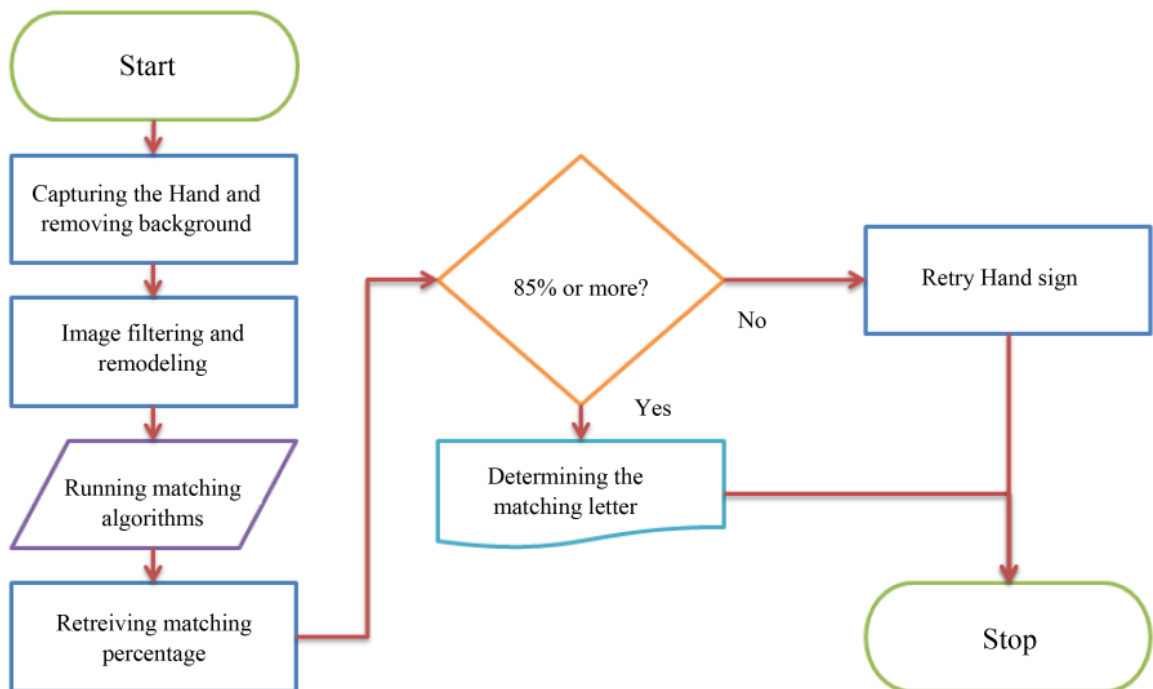 Start
Capturing the Hand and
removing background
Image filtering and
remodeling
Running matching
algorithms
Retreiving matching
percentage
85% or more?
No
Yes
Retry Hand sign
Determining the
matching letter
Stop